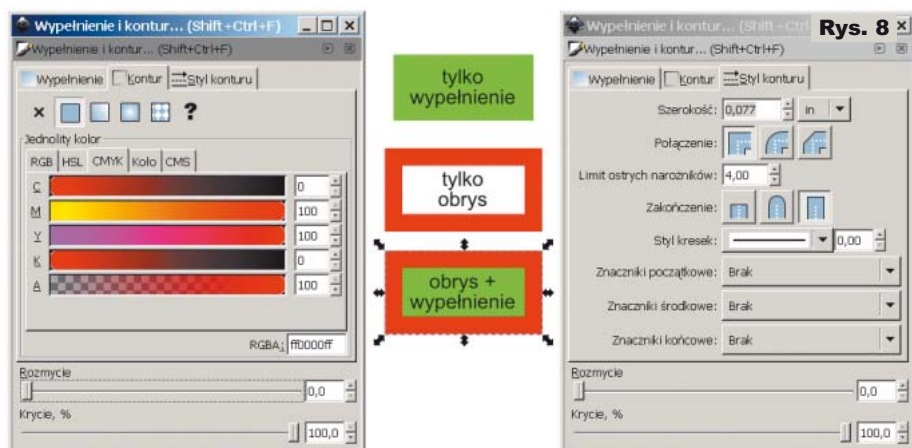 Wypełnienie i kontur... (Shift+Ctrl+F)
Wypełnienie i kontur... (Shift+Ctrl+F)
Wypełnienie Kontur Styl konturu
?
Jednolity kolor
RGB HSL CMYK Koło CMS
C 0
M 100
Y 100
K 0
A 100
RGBA: ff0000ff
Rozmycie
0,0
Krycie, %
100,0
tylko
wypełnienie
tylko
obrys
obrys +
wypełnienie
Wypełnienie i kontur... (Shift+Ctrl
Rys. 8
Wypełnienie i kontur... (Shift+Ctrl+F)
Wypełnienie Kontur Styl konturu
Szerokość: 0,077 in
Połączenie:
Limit ostrych narożników: 4,00
Zakończenie:
Styl kresek: 0,00
Znaczniki początkowe: Brak
Znaczniki środkowe: Brak
Znaczniki końcowe: Brak
Rozmycie
0,0
Krycie, %
100,0